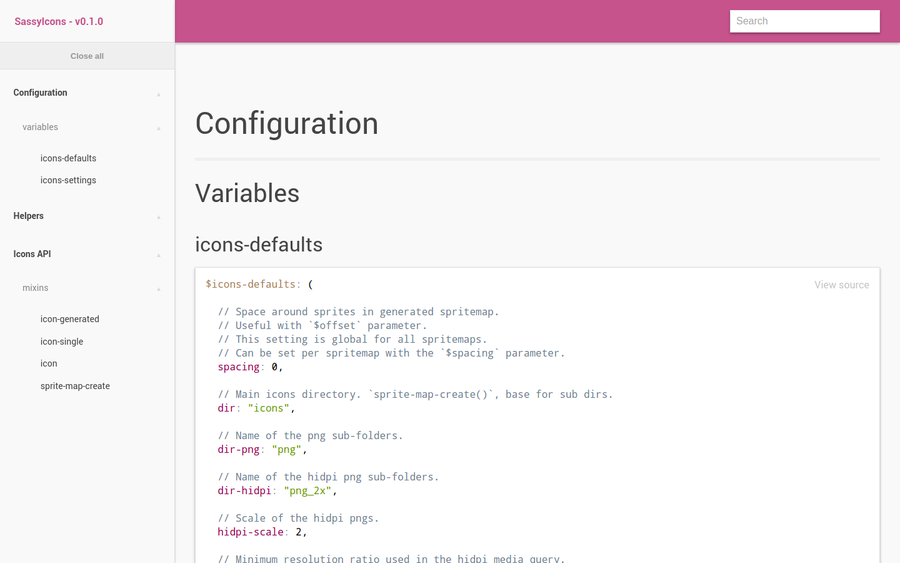 SassyIcons - v0.1.0
Search
Close all
Configuration
variables
icons-defaults
icons-settings
Helpers
Icons API
mixins
icon-generated
icon-single
icon
sprite-map-create
Configuration
Variables
icons-defaults
View source
$icons-defaults: (
// Space around sprites in generated spritemap.
// Useful with `$offset` parameter.
// This setting is global for all spritemaps.
// Can be set per spritemap with the `$spacing` parameter.
spacing: 0,
// Main icons directory. `sprite-map-create()`, base for sub dirs.
dir: "icons",
// Name of the png sub-folders.
dir-png: "png",
// Name of the hidpi png sub-folders.
dir-hidpi: "png_2x",
// Scale of the hidpi pngs.
hidpi-scale: 2,
// Minimum resolution ratio used in the hidpi media query.